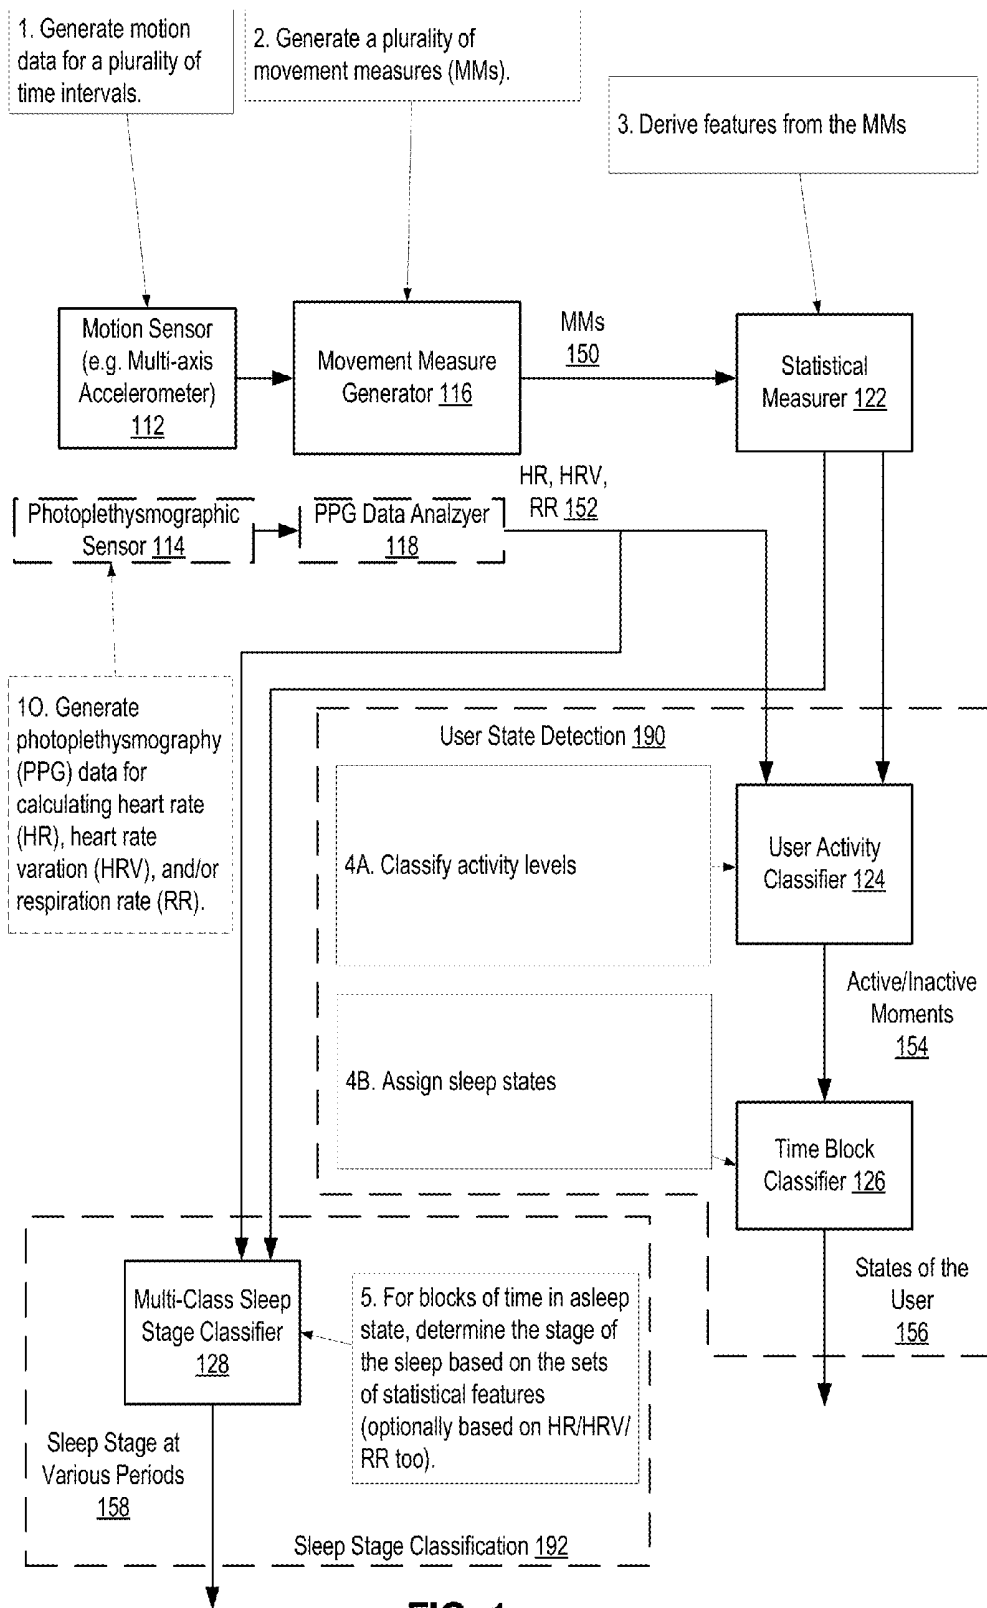 1. Generate motion
data for a plurality of
time intervals.
2. Generate a plurality of
movement measures (MMs).
3. Derive features from the MMs
Motion Sensor
(e.g. Multi-axis
Accelerometer)
112
Movement Measure
Generator 116
MMs
150
Statistical
Measurer 122
Photoplethysmographic
Sensor 114
PPG Data Analzyer
118
HR, HRV,
RR 152
1O. Generate
photoplethysmography
(PPG) data for
calculating heart rate
(HR), heart rate
varation (HRV), and/or
respiration rate (RR).
User State Detection 190
4A. Classify activity levels
User Activity
Classifier 124
Active/Inactive
Moments
154
4B. Assign sleep states
Time Block
Classifier 126
States of the
User
156
Multi-Class Sleep
Stage Classifier
128
5. For blocks of time in asleep
state, determine the stage of
the sleep based on the sets
of statistical features
(optionally based on HR/HRV/
RR too).
Sleep Stage at
Various Periods
158
Sleep Stage Classification 192
FIG. 1